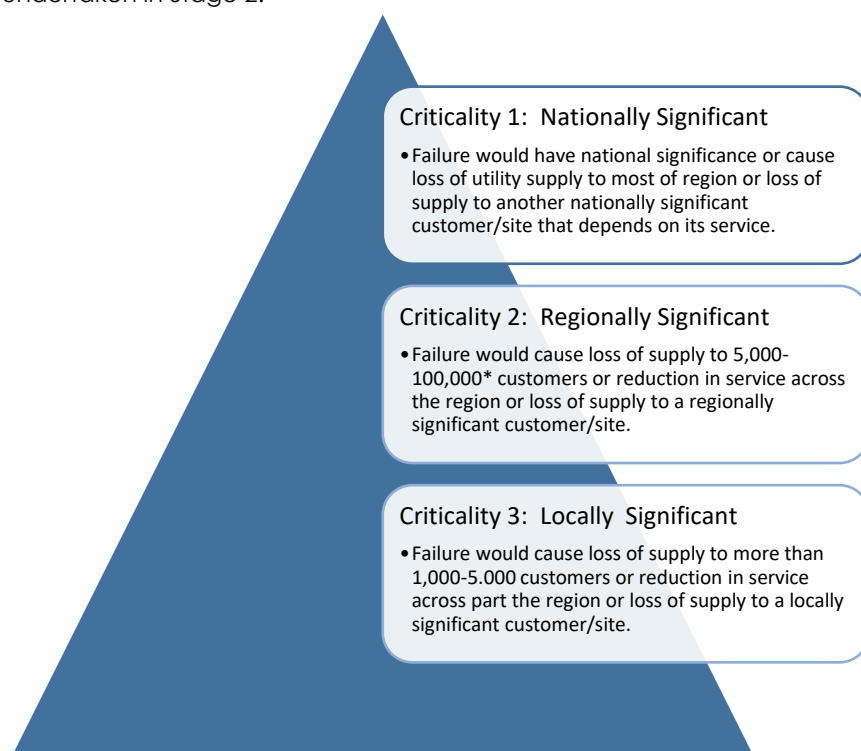 Criticality 1:  Nationally Significant
•Failure would have national significance or cause
loss of utility supply to most of region or loss of
supply to another nationally significant
customer/site that depends on its service.
Criticality 2:  Regionally Significant
•Failure would cause loss of supply to 5,000-
100,000* customers or reduction in service across
the region or loss of supply to a regionally
significant customer/site.
Criticality 3:  Locally  Significant
•Failure would cause loss of supply to more than
1,000-5.000 customers or reduction in service
across part the region or loss of supply to a locally
significant customer/site.